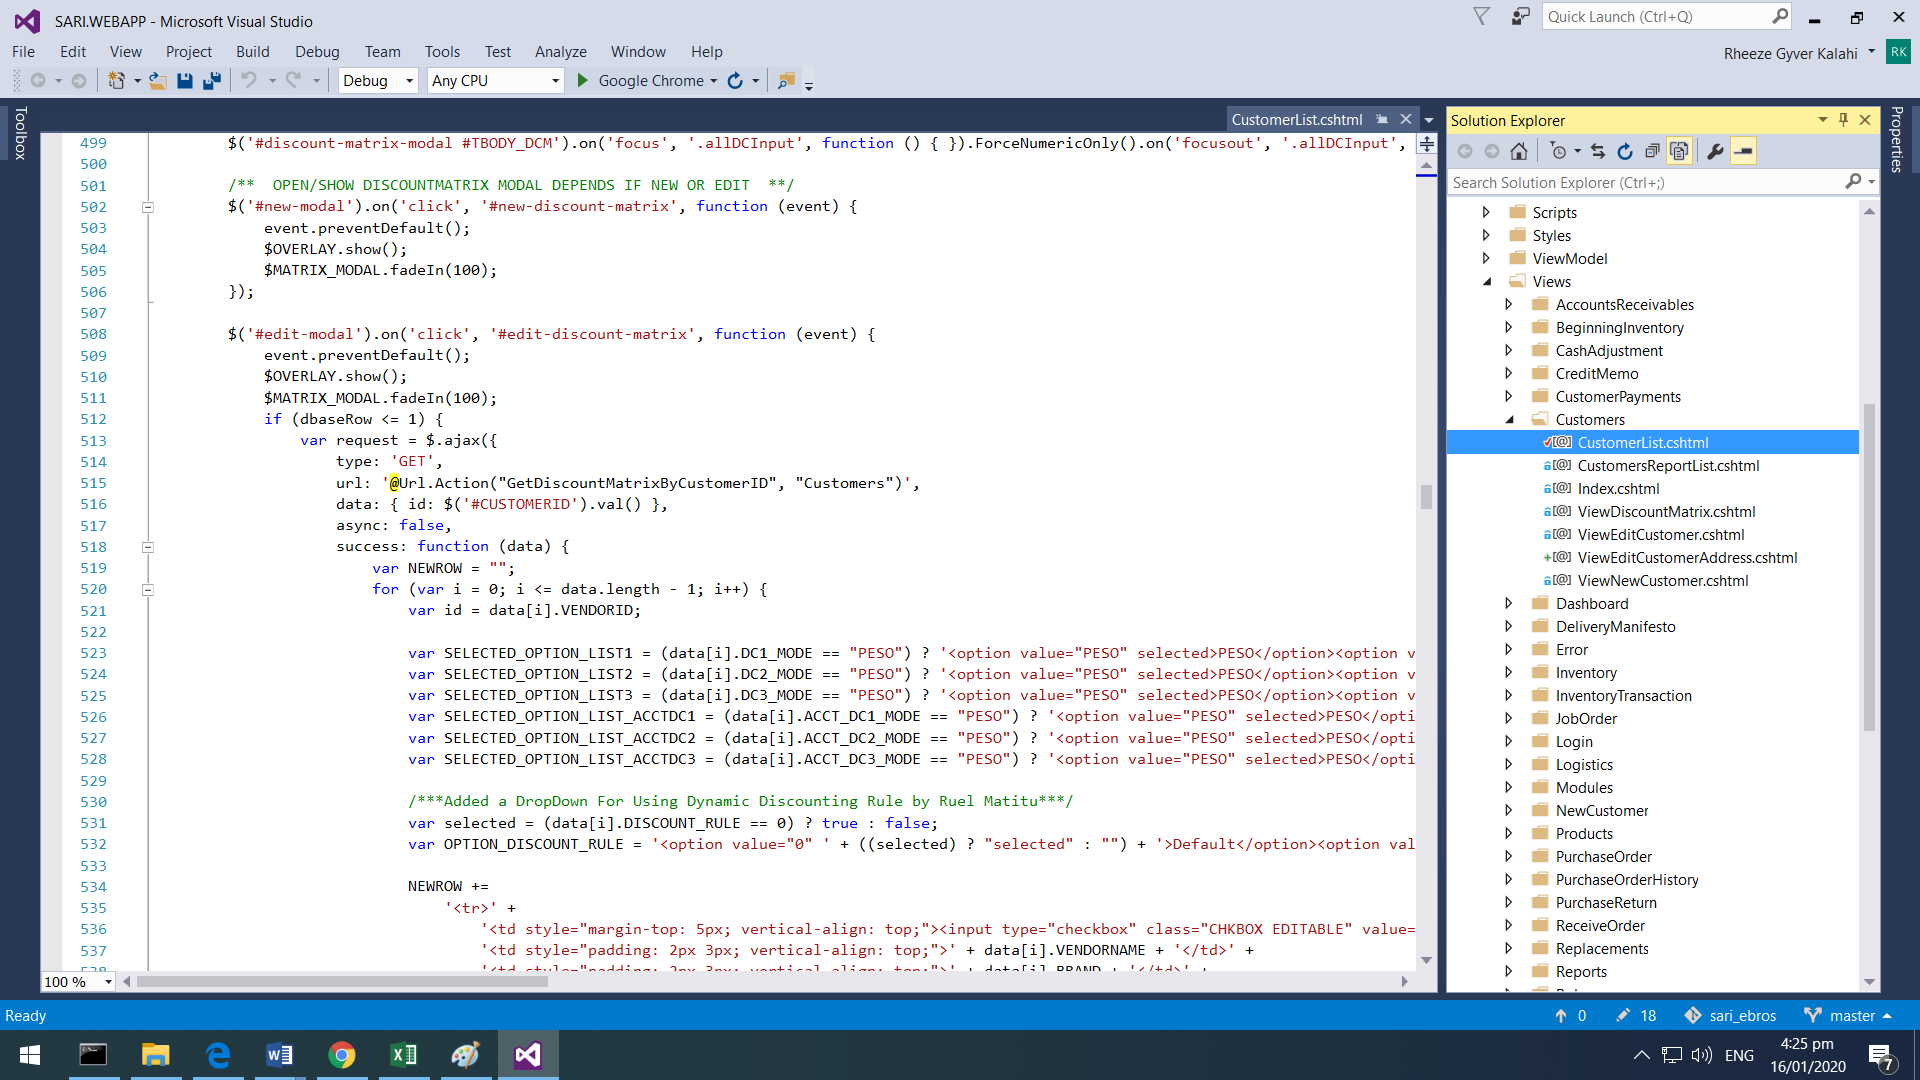 SARI.WEBAPP - Microsoft Visual Studio
Quick Launch (Ctrl+Q)
File Edit View Project Build Debug Team Tools Test Analyze Window Help
Rheeze Gyver Kalahi RK
Debug Any CPU Google Chrome
Toolbox
CustomerList.cshtml
499 $('#discount-matrix-modal #TBODY_DCM').on('focus', '.allDCInput', function () { }).ForceNumericOnly().on('focusout', '.allDCInput',
500
501 /** OPEN/SHOW DISCOUNTMATRIX MODAL DEPENDS IF NEW OR EDIT **/
502 $('#new-modal').on('click', '#new-discount-matrix', function (event) {
503 event.preventDefault();
504 $OVERLAY.show();
505 $MATRIX_MODAL.fadeIn(100);
506 });
507
508 $('#edit-modal').on('click', '#edit-discount-matrix', function (event) {
509 event.preventDefault();
510 $OVERLAY.show();
511 $MATRIX_MODAL.fadeIn(100);
512 if (dbaseRow <= 1) {
513 var request = $.ajax({
514 type: 'GET',
515 url: '@Url.Action("GetDiscountMatrixByCustomerID", "Customers")',
516 data: { id: $('#CUSTOMERID').val() },
517 async: false,
518 success: function (data) {
519 var NEWROW = "";
520 for (var i = 0; i <= data.length - 1; i++) {
521 var id = data[i].VENDORID;
522
523 var SELECTED_OPTION_LIST1 = (data[i].DC1_MODE == "PESO") ? '<option value="PESO" selected>PESO</option><option v
524 var SELECTED_OPTION_LIST2 = (data[i].DC2_MODE == "PESO") ? '<option value="PESO" selected>PESO</option><option v
525 var SELECTED_OPTION_LIST3 = (data[i].DC3_MODE == "PESO") ? '<option value="PESO" selected>PESO</option><option v
526 var SELECTED_OPTION_LIST_ACCTDC1 = (data[i].ACCT_DC1_MODE == "PESO") ? '<option value="PESO" selected>PESO</opti
527 var SELECTED_OPTION_LIST_ACCTDC2 = (data[i].ACCT_DC2_MODE == "PESO") ? '<option value="PESO" selected>PESO</opti
528 var SELECTED_OPTION_LIST_ACCTDC3 = (data[i].ACCT_DC3_MODE == "PESO") ? '<option value="PESO" selected>PESO</opti
529
530 /***Added a DropDown For Using Dynamic Discounting Rule by Ruel Matitu***/
531 var selected = (data[i].DISCOUNT_RULE == 0) ? true : false;
532 var OPTION_DISCOUNT_RULE = '<option value="0" ' + ((selected) ? "selected" : "") + '>Default</option><option val
533
534 NEWROW +=
535 '<tr>' +
536 '<td style="margin-top: 5px; vertical-align: top;"><input type="checkbox" class="CHKBOX EDITABLE" value=
537 '<td style="padding: 2px 3px; vertical-align: top;">' + data[i].VENDORNAME + '</td>' +
538 '<td style="padding: 2px 3px; vertical-align: top;">' + data[i].BRAND + '</td>' +
100 %
Solution Explorer
Search Solution Explorer (Ctrl+;)
Scripts
Styles
ViewModel
Views
AccountsReceivables
BeginningInventory
CashAdjustment
CreditMemo
CustomerPayments
Customers
CustomerList.cshtml
CustomersReportList.cshtml
Index.cshtml
ViewDiscountMatrix.cshtml
ViewEditCustomer.cshtml
ViewEditCustomerAddress.cshtml
ViewNewCustomer.cshtml
Dashboard
DeliveryManifesto
Error
Inventory
InventoryTransaction
JobOrder
Login
Logistics
Modules
NewCustomer
Products
PurchaseOrder
PurchaseOrderHistory
PurchaseReturn
ReceiveOrder
Replacements
Reports
Properties
Ready 0 18 sari_ebros master
ENG 4:25 pm
16/01/2020 7